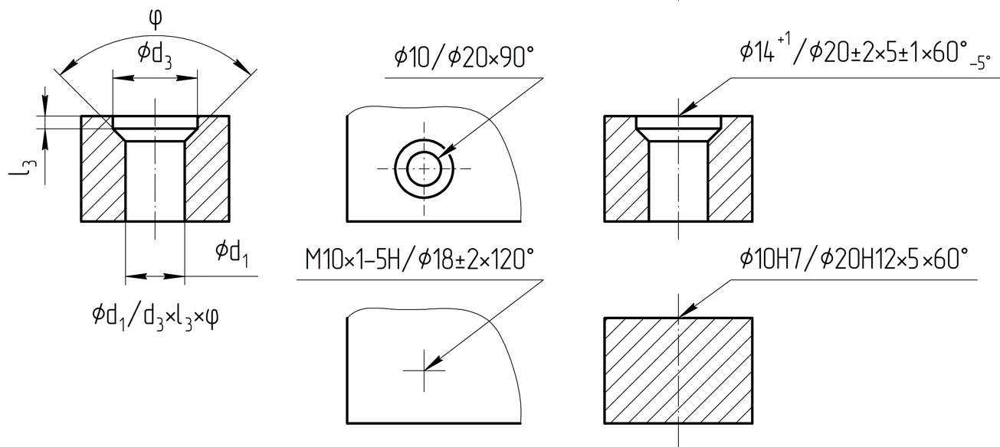 φ
ϕd₃
l₃
ϕd₁
ϕd₁/d₃×l₃×φ
ϕ10/ϕ20×90°
M10×1–5H/ϕ18±2×120°
ϕ14⁺¹/ϕ20±2×5±1×60°₋₅°
ϕ10H7/ϕ20H12×5×60°